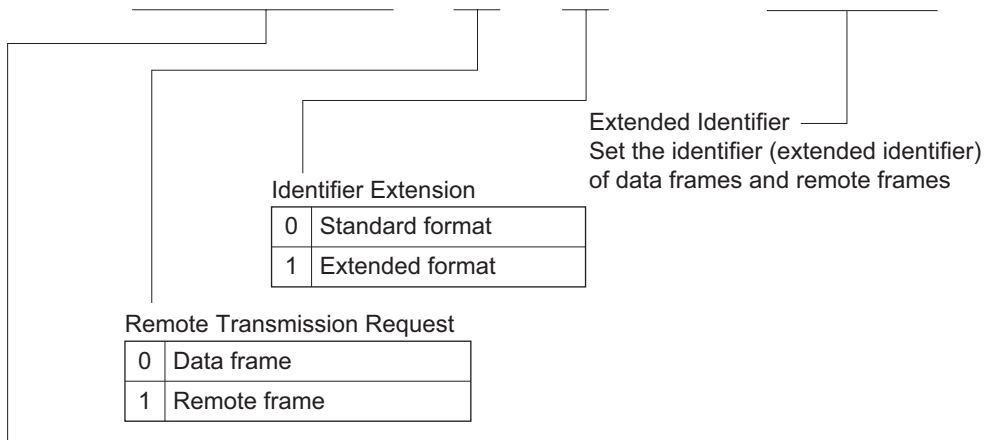 Extended Identifier
Set the identifier (extended identifier)
of data frames and remote frames
Identifier Extension
0 Standard format
1 Extended format
Remote Transmission Request
0 Data frame
1 Remote frame